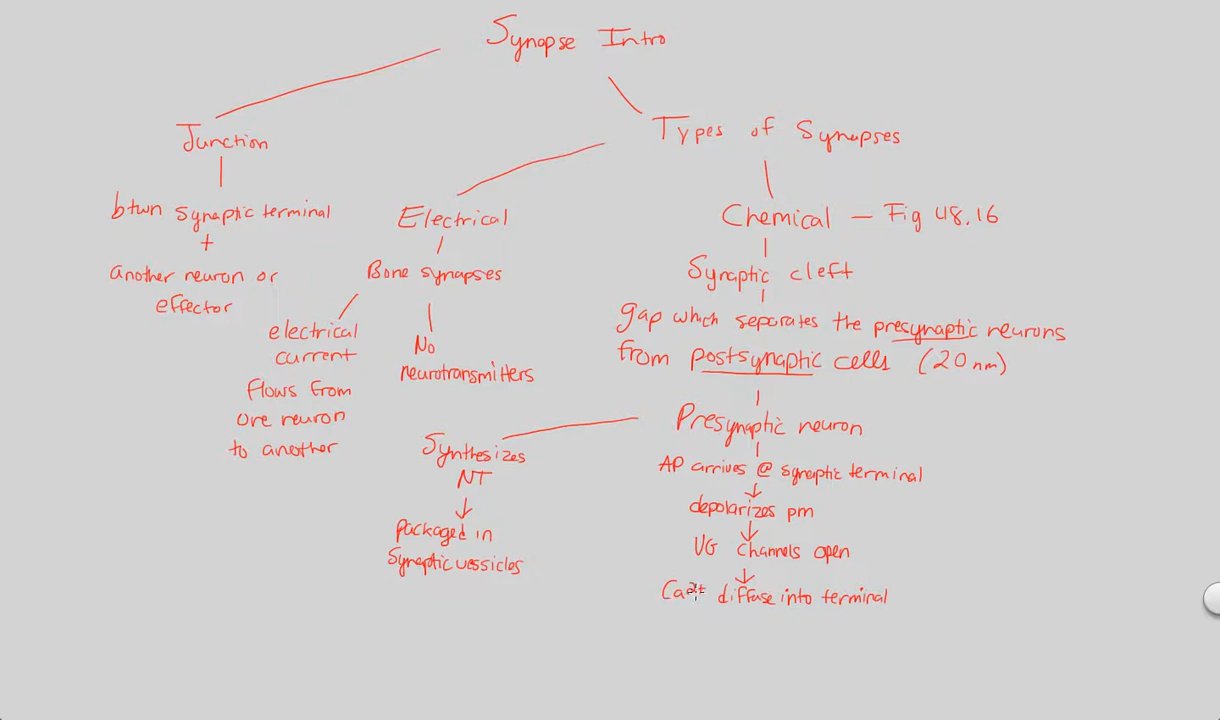 Synapse Intro
Junction
btwn synaptic terminal
+
another neuron or
effector
Types of Synapses
Electrical
Bone synapses
electrical
current
flows from
one neuron
to another
No
neurotransmitters
Chemical — Fig 48.16
Synaptic cleft
gap which separates the presynaptic neurons
from postsynaptic cells (20 nm)
Presynaptic neuron
Synthesizes
NT
packaged in
Synaptic vessicles
AP arrives @ synaptic terminal
depolarizes pm
VG channels open
Ca2+ diffuse into terminal